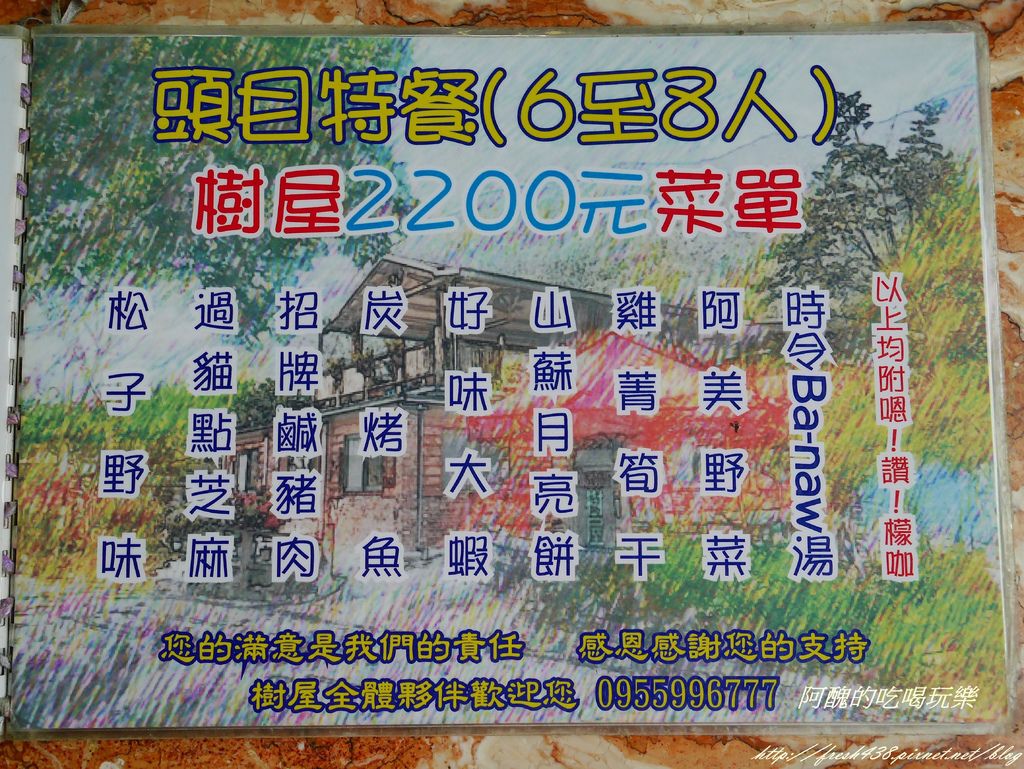 頭目特餐(6至8人)
樹屋2200元菜單
松子野味
過貓點芝麻
招牌鹹豬肉
炭烤魚
好味大蝦
山蘇月亮餅
雞菁筍干
阿美野菜
時令Ba-naw.湯
以上均附嗯!讚!檬咖
您的滿意是我們的責任 感恩感謝您的支持
樹屋全體夥伴歡迎您 0955996777
阿醜的吃喝玩樂
http://fresh438.pixnet.net/blog